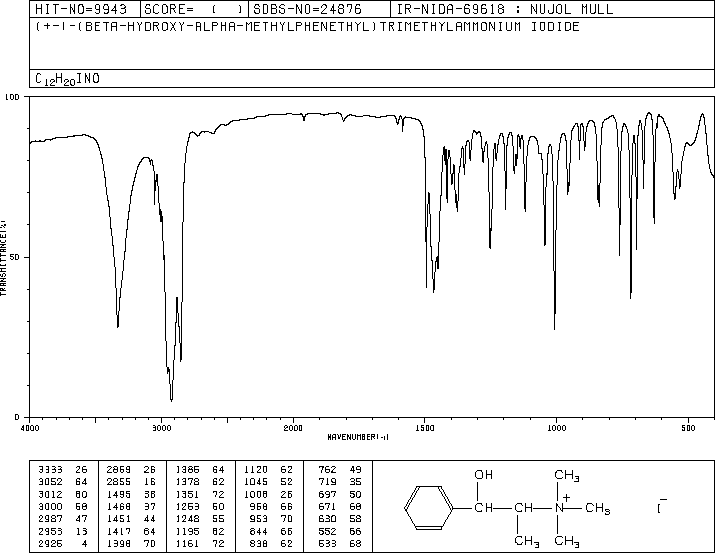 HIT-NO=9943 SCORE= ( ) SDBS-NO=24876 IR-NIDA-69618 : NUJOL MULL
(+-)-(BETA-HYDROXY-ALPHA-METHYLPHENETHYL)TRIMETHYLAMMONIUM IODIDE
C12H20INO
100
TRANSMITTANCE(%)
50
0
4000 3000 2000 1500 1000 500
WAVENUMBER(-1)
3333 26 2869 26 1386 64 1120 62 762 49
3052 64 2855 16 1378 62 1045 52 719 35
3012 60 1495 38 1351 72 1008 26 697 50
3000 58 1468 37 1253 60 958 66 671 68
2987 47 1451 44 1248 55 953 70 630 58
2953 13 1417 64 1195 62 844 66 552 66
2925 4 1398 70 1161 72 838 62 533 68
OH CH3
CH CH N+ CH3 I-
CH3 CH3